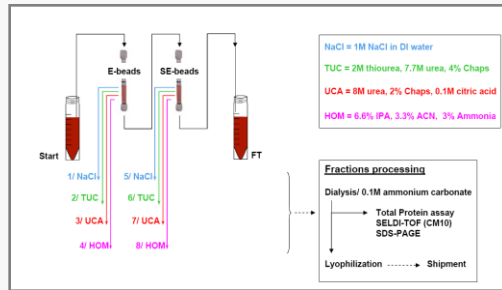 E-beads
SE-beads
Start
FT
1/ NaCl
2/ TUC
3/ UCA
4/ HOM
5/ NaCl
6/ TUC
7/ UCA
8/ HOM
NaCl = 1M NaCl in DI water
TUC = 2M thiourea, 7.7M urea, 4% Chaps
UCA = 8M urea, 2% Chaps, 0.1M citric acid
HOM = 6.6% IPA, 3.3% ACN, 3% Ammonia
Fractions processing
Dialysis/ 0.1M ammonium carbonate
Total Protein assay
SELDI-TOF (CM10)
SDS-PAGE
Lyophilization
Shipment